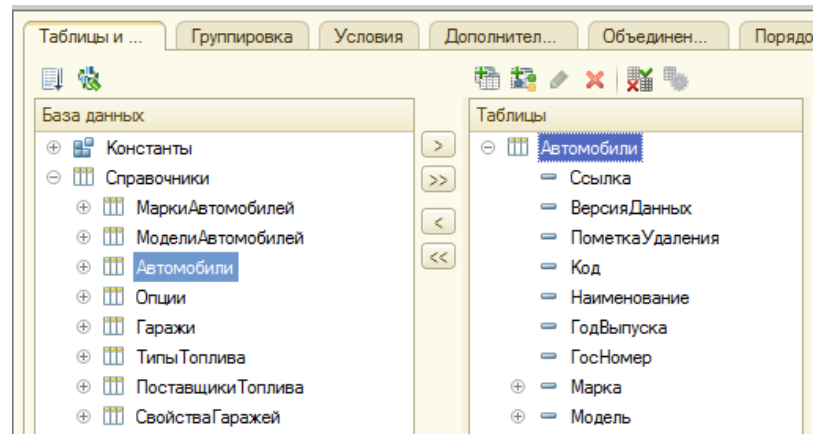 Таблицы и ... Группировка Условия Дополнител... Объединен... Порядо
База данных
Константы
Справочники
МаркиАвтомобилей
МоделиАвтомобилей
Автомобили
Опции
Гаражи
ТипыТоплива
ПоставщикиТоплива
СвойстваГаражей
>
>>
<
<<
Таблицы
Автомобили
Ссылка
ВерсияДанных
ПометкаУдаления
Код
Наименование
ГодВыпуска
ГосНомер
Марка
Модель